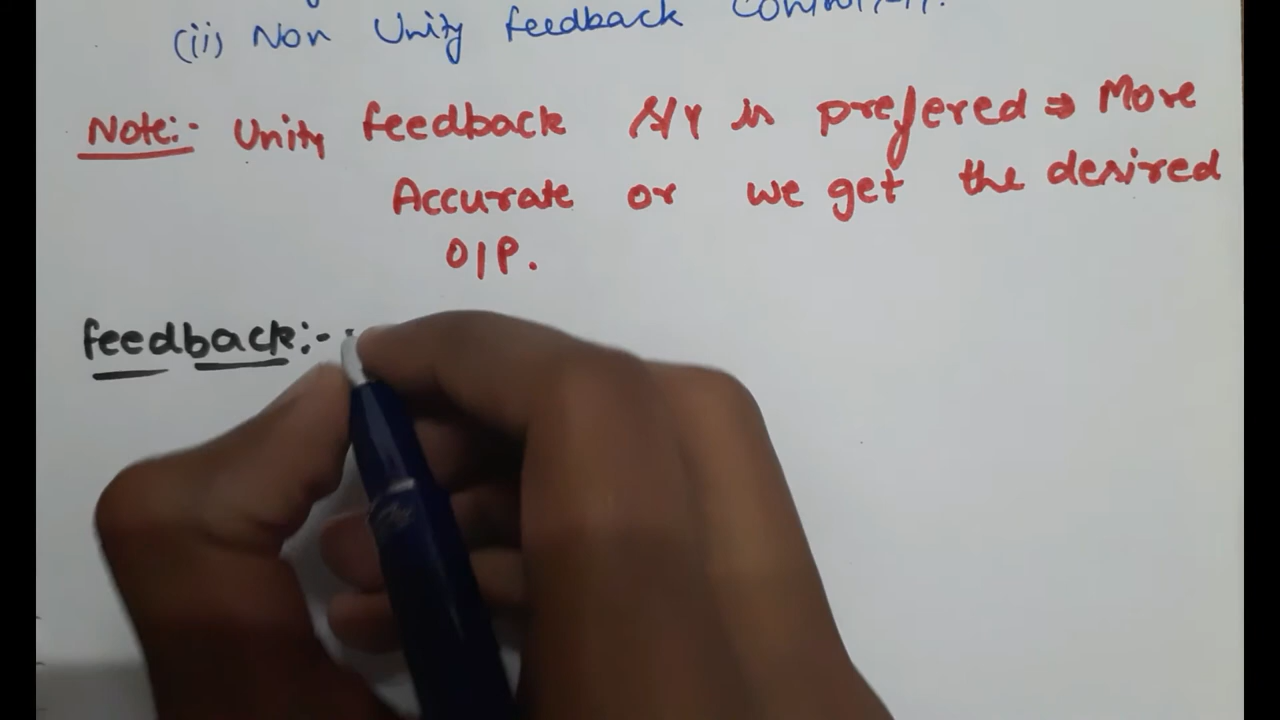 (ii) Non Unity feedback
Note:- Unity feedback S/Y is prefered ⇒ More
Accurate or we get the desired
O/P.
feedback:-